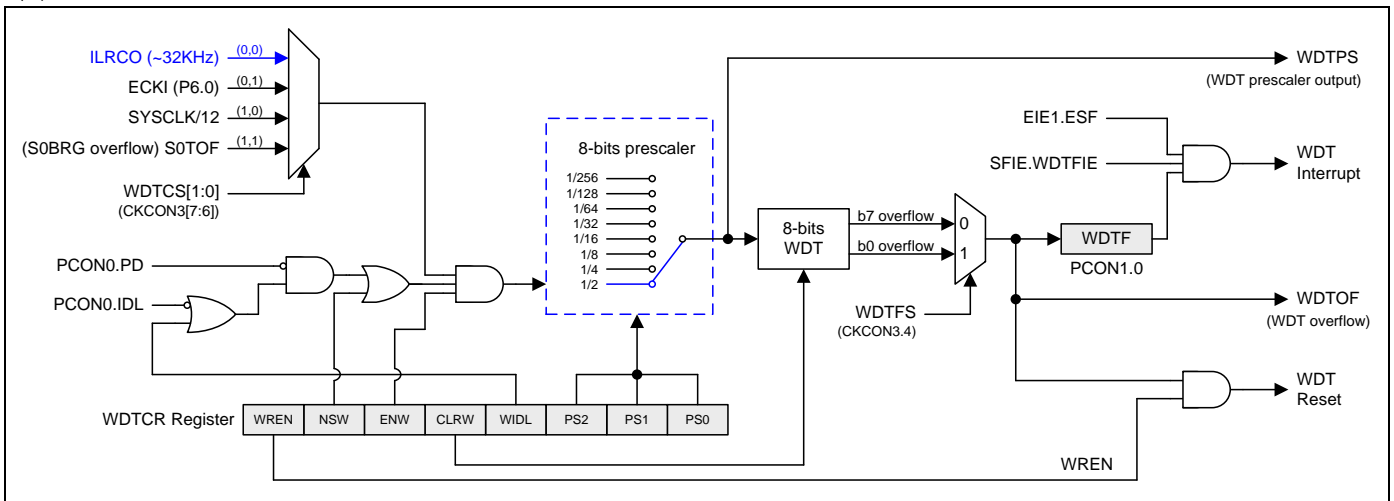 ILRCO (~32KHz)
(0,0)
ECKI (P6.0)
(0,1)
SYSCLK/12
(1,0)
(S0BRG overflow) S0TOF
(1,1)
WDTCS[1:0]
(CKCON3[7:6])
PCON0.PD
PCON0.IDL
8-bits prescaler
1/256
1/128
1/64
1/32
1/16
1/8
1/4
1/2
8-bits
WDT
b7 overflow
b0 overflow
0
1
WDTFS
(CKCON3.4)
WDTPS
(WDT prescaler output)
EIE1.ESF
SFIE.WDTFIE
WDT
Interrupt
WDTF
PCON1.0
WDTOF
(WDT overflow)
WDT
Reset
WREN
WDTCR Register
WREN NSW ENW CLRW WIDL PS2 PS1 PS0